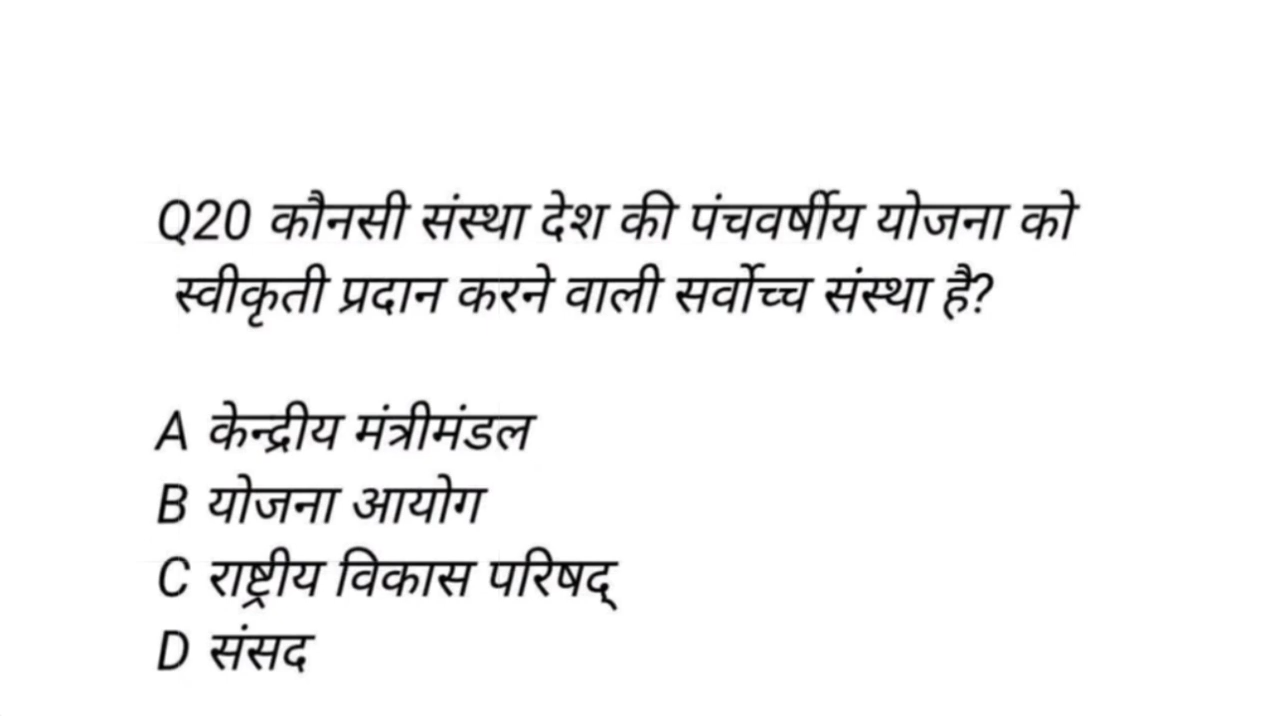 Q20 कौनसी संस्था देश की पंचवर्षीय योजना को
स्वीकृती प्रदान करने वाली सर्वोच्च संस्था है?
A केन्द्रीय मंत्रीमंडल
B योजना आयोग
C राष्ट्रीय विकास परिषद्
D संसद